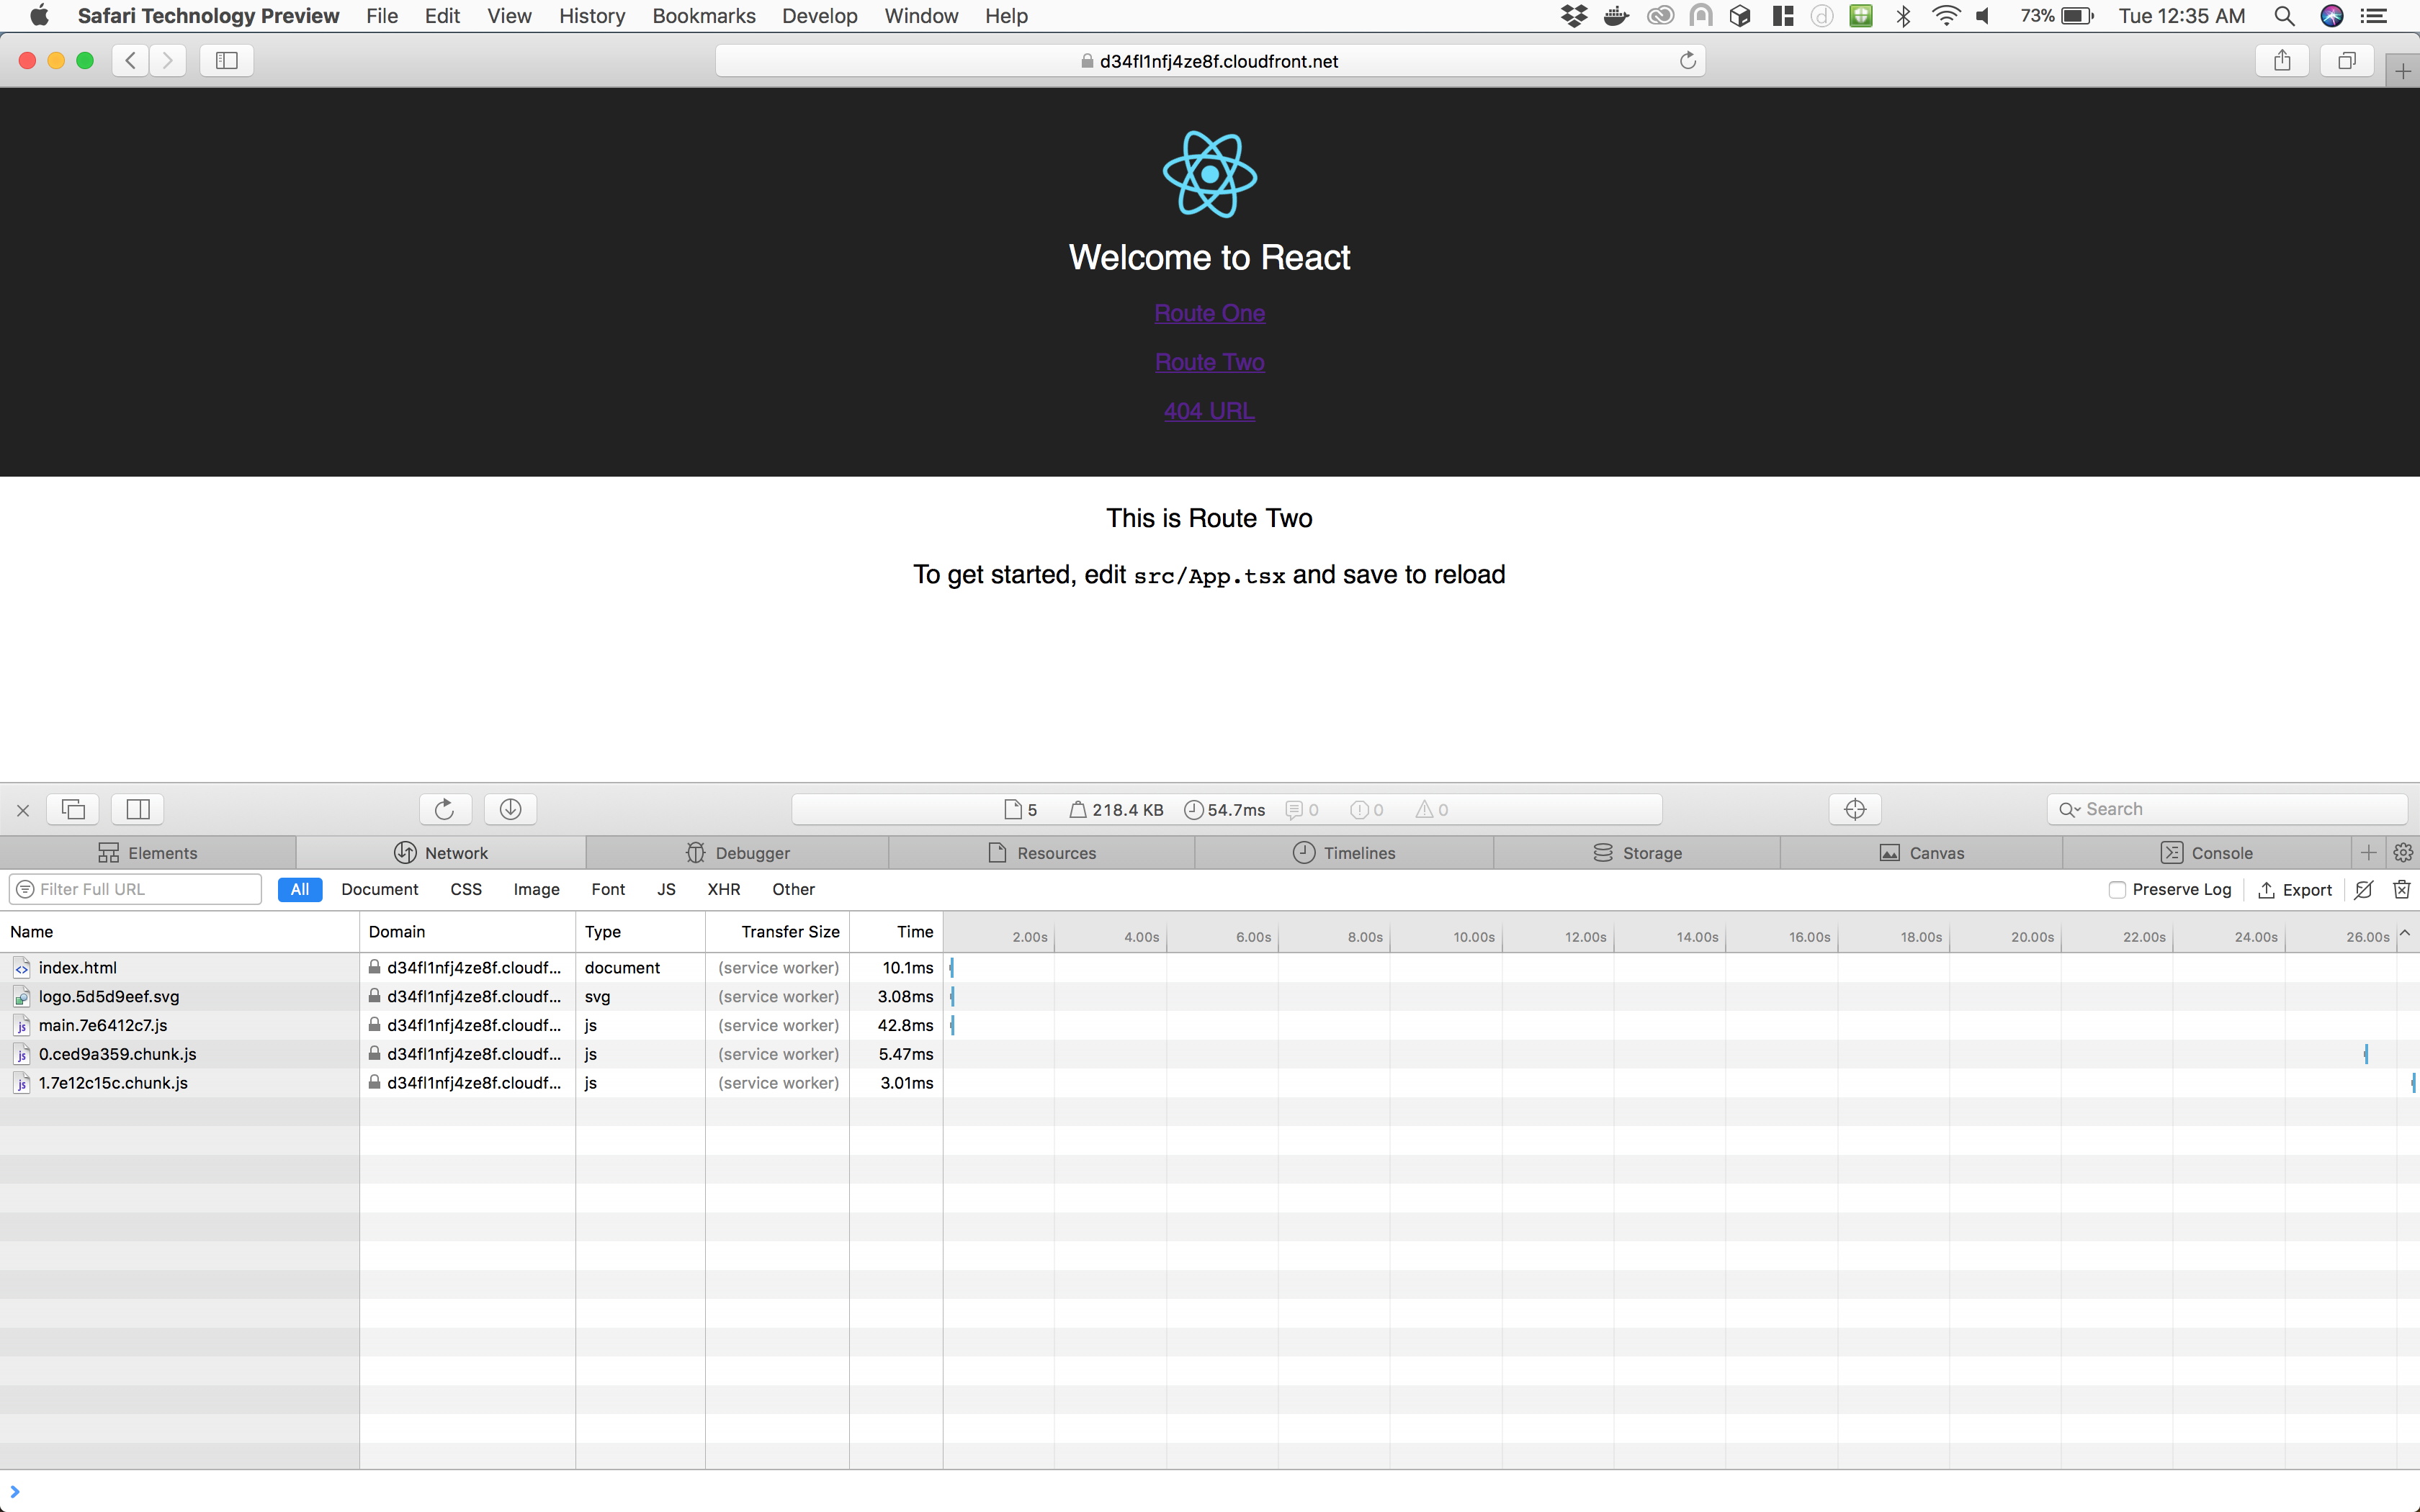 Safari Technology Preview File Edit View History Bookmarks Develop Window Help 73% Tue 12:35 AM
d34fl1nfj4ze8f.cloudfront.net
Welcome to React
Route One
Route Two
404 URL
This is Route Two
To get started, edit src/App.tsx and save to reload
5 218.4 KB 54.7ms 0 0 0 Search
Elements Network Debugger Resources Timelines Storage Canvas Console
Filter Full URL All Document CSS Image Font JS XHR Other Preserve Log Export
Name Domain Type Transfer Size Time 2.00s 4.00s 6.00s 8.00s 10.00s 12.00s 14.00s 16.00s 18.00s 20.00s 22.00s 24.00s 26.00s
index.html d34fl1nfj4ze8f.cloudf... document (service worker) 10.1ms
logo.5d5d9eef.svg d34fl1nfj4ze8f.cloudf... svg (service worker) 3.08ms
main.7e6412c7.js d34fl1nfj4ze8f.cloudf... js (service worker) 42.8ms
0.ced9a359.chunk.js d34fl1nfj4ze8f.cloudf... js (service worker) 5.47ms
1.7e12c15c.chunk.js d34fl1nfj4ze8f.cloudf... js (service worker) 3.01ms